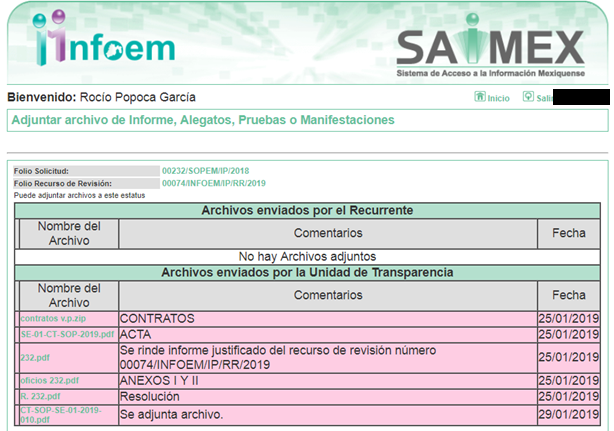 infoem
SAIMEX
Sistema de Acceso a la Información Mexiquense
Bienvenido: Rocío Popoca García
Inicio Salir
Adjuntar archivo de Informe, Alegatos, Pruebas o Manifestaciones
Folio Solicitud: 00232/SOPEM/IP/2018
Folio Recurso de Revisión: 00074/INFOEM/IP/RR/2019
Puede adjuntar archivos a este estatus
Archivos enviados por el Recurrente
Nombre del Archivo Comentarios Fecha
No hay Archivos adjuntos
Archivos enviados por la Unidad de Transparencia
Nombre del Archivo Comentarios Fecha
contratos v.p.zip CONTRATOS 25/01/2019
SE-01-CT-SOP-2019.pdf ACTA 25/01/2019
232.pdf Se rinde informe justificado del recurso de revisión número 00074/INFOEM/IP/RR/2019 25/01/2019
oficios 232.pdf ANEXOS I Y II 25/01/2019
R. 232.pdf Resolución 25/01/2019
CT-SOP-SE-01-2019-010.pdf Se adjunta archivo. 29/01/2019